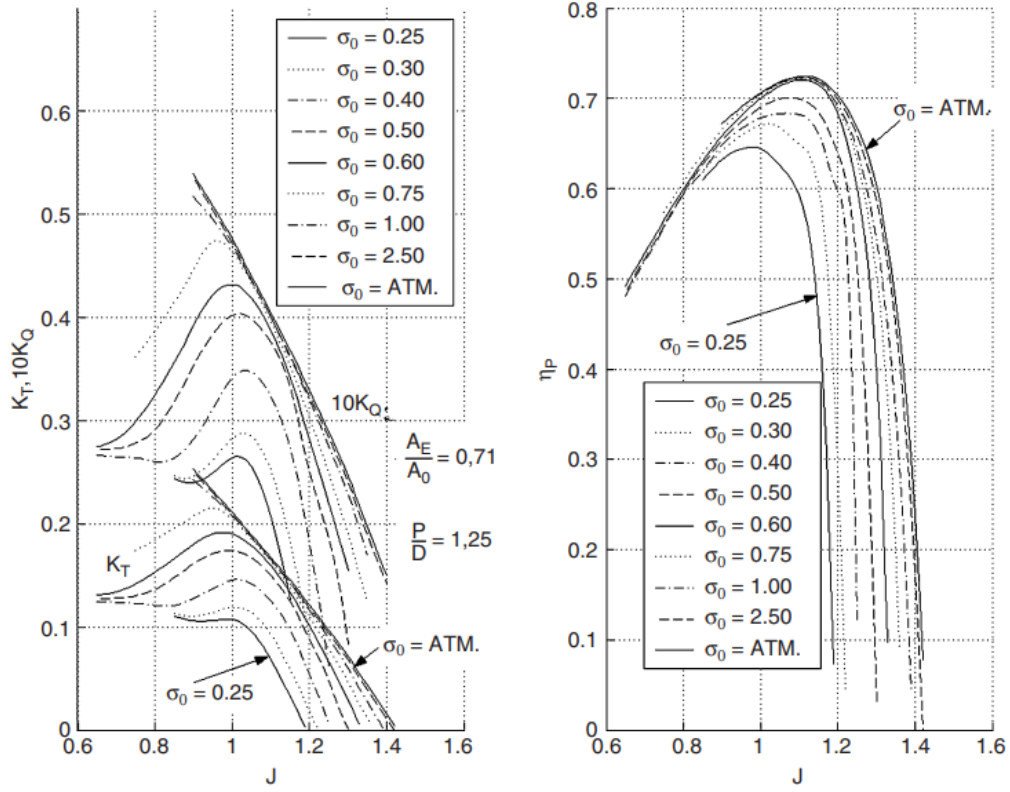 K_T, 10K_Q
0.6
0.5
0.4
0.3
0.2
0.1
0
0.6
0.8
1
1.2
1.4
1.6
J
σ₀ = 0.25
σ₀ = 0.30
σ₀ = 0.40
σ₀ = 0.50
σ₀ = 0.60
σ₀ = 0.75
σ₀ = 1.00
σ₀ = 2.50
σ₀ = ATM.
10K_Q
A_E
A_0
= 0,71
P
D
= 1,25
K_T
σ₀ = ATM.
σ₀ = 0.25
η_P
0.8
0.7
0.6
0.5
0.4
0.3
0.2
0.1
0.0
0.6
0.8
1
1.2
1.4
1.6
J
σ₀ = ATM.
σ₀ = 0.25
σ₀ = 0.25
σ₀ = 0.30
σ₀ = 0.40
σ₀ = 0.50
σ₀ = 0.60
σ₀ = 0.75
σ₀ = 1.00
σ₀ = 2.50
σ₀ = ATM.